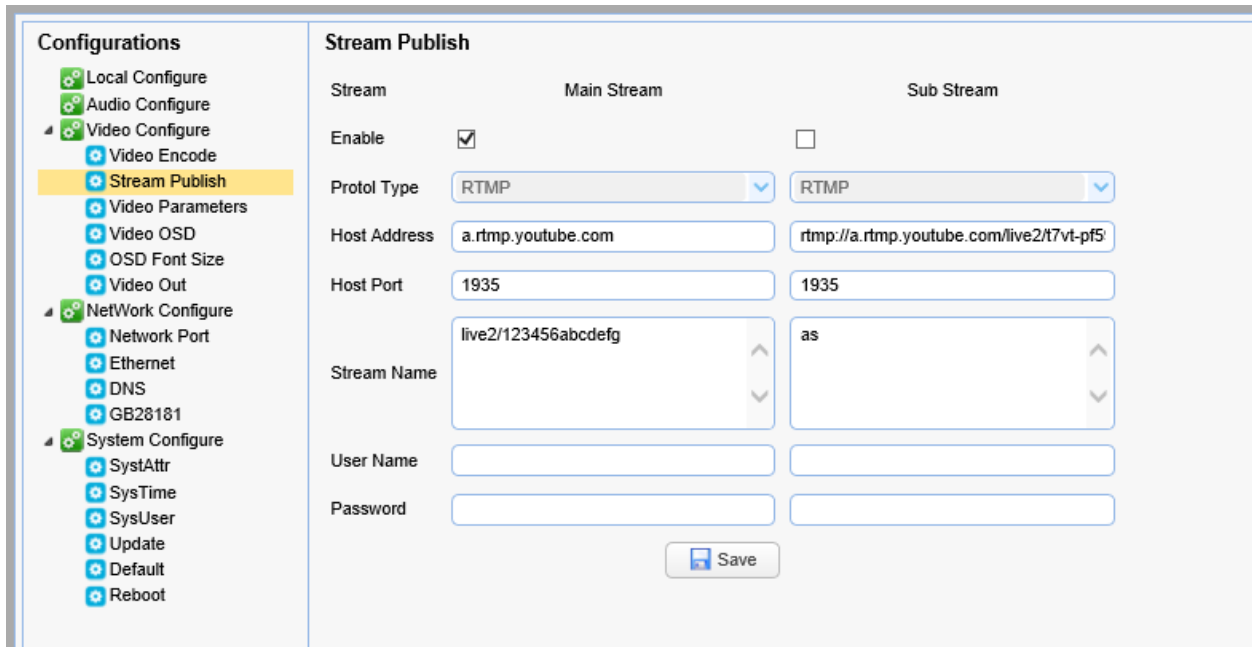 Configurations
Local Configure
Audio Configure
Video Configure
Video Encode
Stream Publish
Video Parameters
Video OSD
OSD Font Size
Video Out
NetWork Configure
Network Port
Ethernet
DNS
GB28181
System Configure
SystAttr
SysTime
SysUser
Update
Default
Reboot
Stream Publish
Stream Main Stream Sub Stream
Enable
Protol Type RTMP RTMP
Host Address a.rtmp.youtube.com rtmp://a.rtmp.youtube.com/live2/t7vt-pf5
Host Port 1935 1935
Stream Name live2/123456abcdefg as
User Name
Password
Save